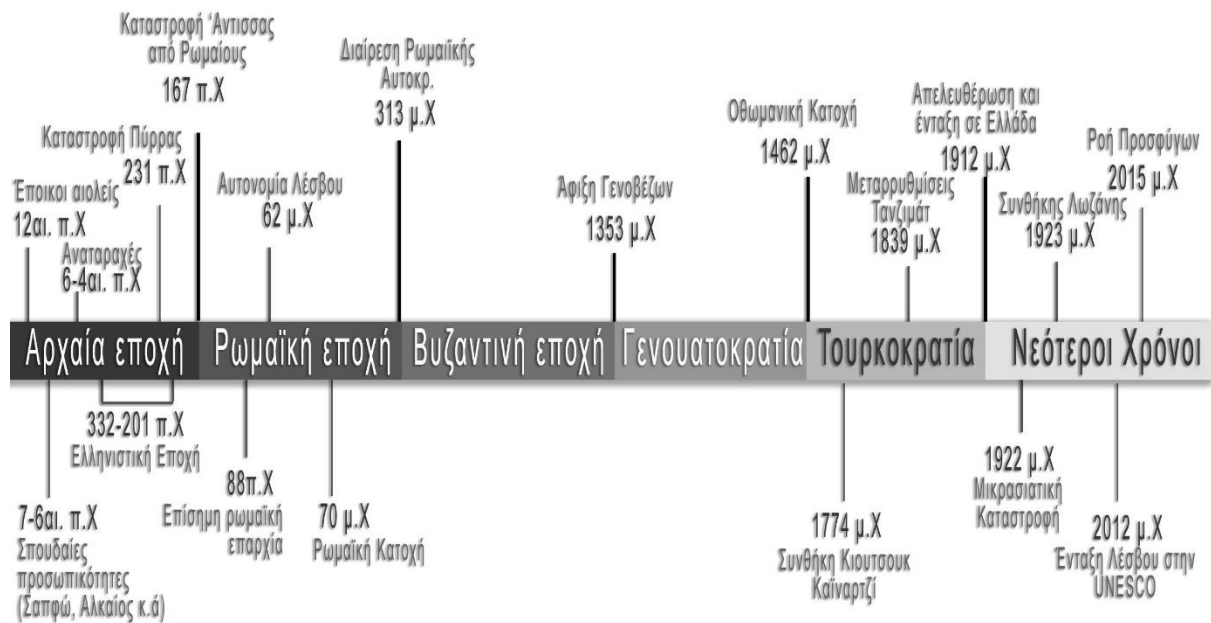 Καταστροφή ‘Αντισσας
από Ρωμαίους
167 π.Χ
Διαίρεση Ρωμαιικής
Αυτοκρ.
313 μ.Χ
Καταστροφή Πύρρας
231 π.Χ
Έποικοι αιολείς
12αι. π.Χ
Αναταραχές
6-4αι. π.Χ
Αυτονομία Λέσβου
62 μ.Χ
Άφιξη Γενοβέζων
1353 μ.Χ
Οθωμανική Κατοχή
1462 μ.Χ
Απελευθέρωση και
ένταξη σε Ελλάδα
1912 μ.Χ
Μεταρρυθμίσεις
Τανζιμάτ
1839 μ.Χ
Συνθήκης Λωζάνης
1923 μ.Χ
Ροή Προσφύγων
2015 μ.Χ
Αρχαία εποχή Ρωμαϊκή εποχή Βυζαντινή εποχή Γενουατοκρατία Τουρκοκρατία Νεότεροι Χρόνοι
332-201 π.Χ
Ελληνιστική Εποχή
7-6αι. π.Χ
Σπουδαίες
προσωπικότητες
(Σαπφώ, Αλκαίος κ.ά)
88π.Χ
Επίσημη ρωμαϊκή
επαρχία
70 μ.Χ
Ρωμαϊκή Κατοχή
1774 μ.Χ
Συνθήκη Κιουτσουκ
Καϊναρτζί
1922 μ.Χ
Μικρασιατική
Καταστροφή
2012 μ.Χ
Ένταξη Λέσβου στην
UNESCO